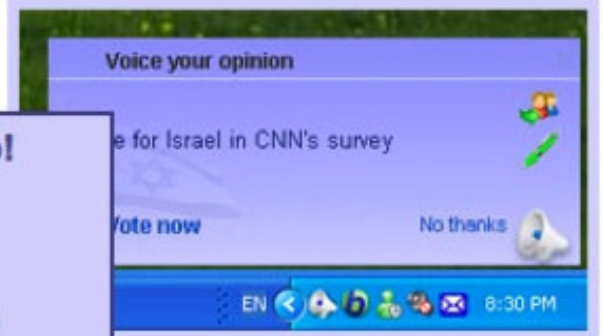 Voice your opinion
!
e for Israel in CNN's survey
Vote now No thanks
EN 8:30 PM